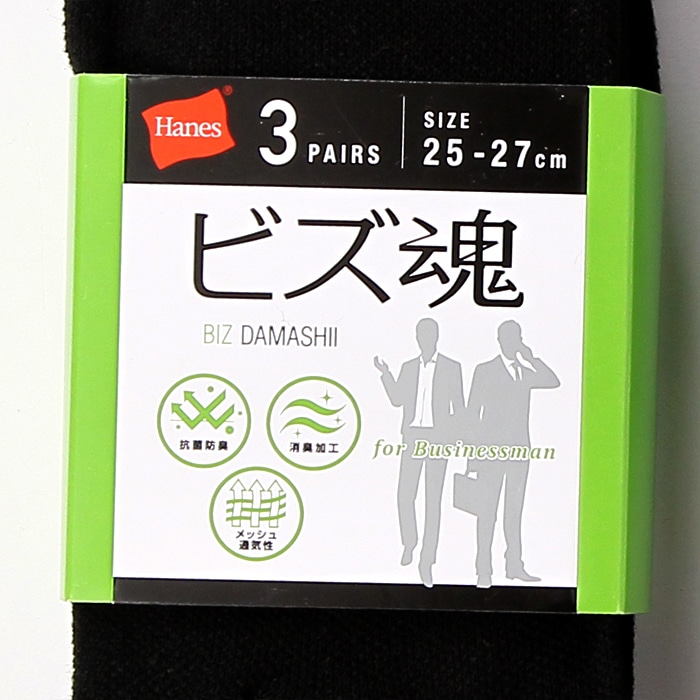 Hanes®
3 PAIRS
SIZE
25-27cm
ビズ魂
BIZ DAMASHII
抗菌防臭
消臭加工
for Businessman
メッシュ
通気性